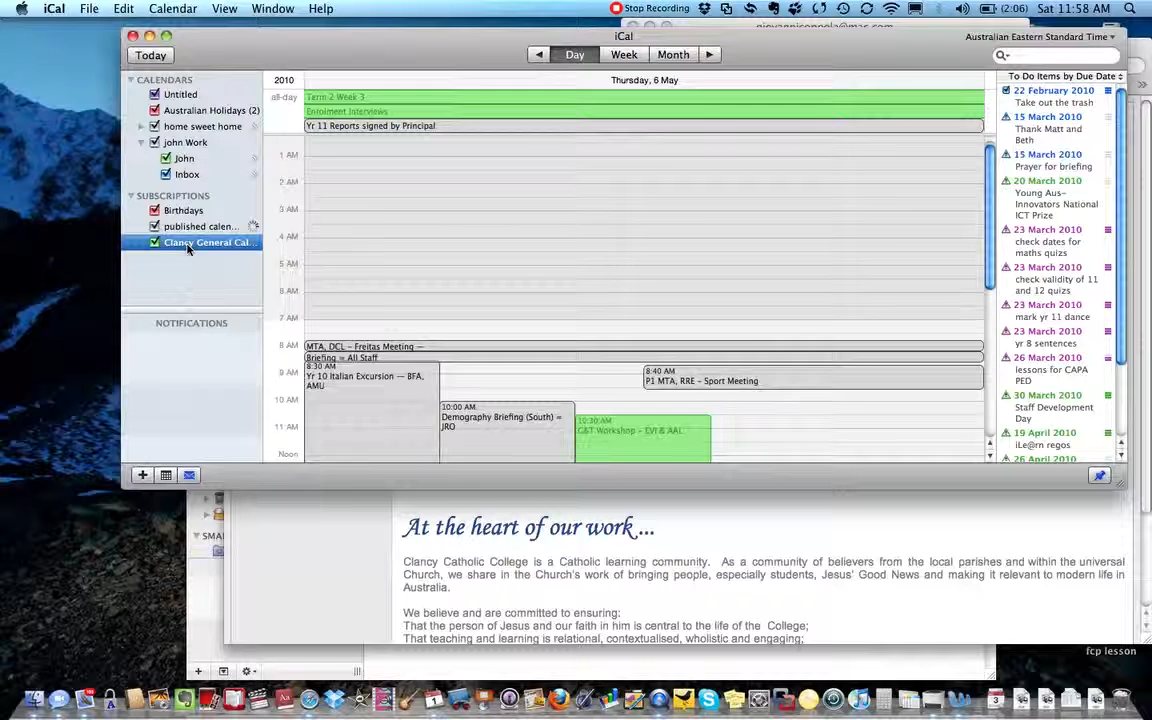 iCal File Edit Calendar View Window Help
Stop Recording
(2:06) Sat 11:58 AM
iCal
Australian Eastern Standard Time
Today
Day Week Month
CALENDARS
Untitled
Australian Holidays (2)
home sweet home
john Work
John
Inbox
SUBSCRIPTIONS
Birthdays
published calen...
Clancy General Cal...
NOTIFICATIONS
2010 Thursday, 6 May
all-day Term 2 Week 3
Enrolment Interviews
Yr 11 Reports signed by Principal
1 AM
2 AM
3 AM
4 AM
5 AM
6 AM
7 AM
8 AM
9 AM
10 AM
11 AM
Noon
MTA, DCL – Freitas Meeting —
Briefing = All Staff
8:30 AM
Yr 10 Italian Excursion — BFA,
AMU
8:40 AM
P1 MTA, RRE – Sport Meeting
10:00 AM
Demography Briefing (South) =
JRO
10:30 AM
G&T Workshop – EVI & AAL
To Do Items by Due Date
22 February 2010
Take out the trash
15 March 2010
Thank Matt and
Beth
15 March 2010
Prayer for briefing
20 March 2010
Young Aus-
Innovators National
ICT Prize
23 March 2010
check dates for
maths quizs
23 March 2010
check validity of 11
and 12 quizs
23 March 2010
mark yr 11 dance
23 March 2010
yr 8 sentences
26 March 2010
lessons for CAPA
PED
30 March 2010
Staff Development
Day
19 April 2010
iLe@rn regos
26 April 2010
At the heart of our work...
Clancy Catholic College is a Catholic learning community. As a community of believers from the local parishes and within the universal
Church, we share in the Church's work of bringing people, especially students, Jesus' Good News and making it relevant to modern life in
Australia.
We believe and are committed to ensuring:
That the person of Jesus and our faith in him is central to the life of the College;
That teaching and learning is relational, contextualised, wholistic and engaging;
fcp lesson